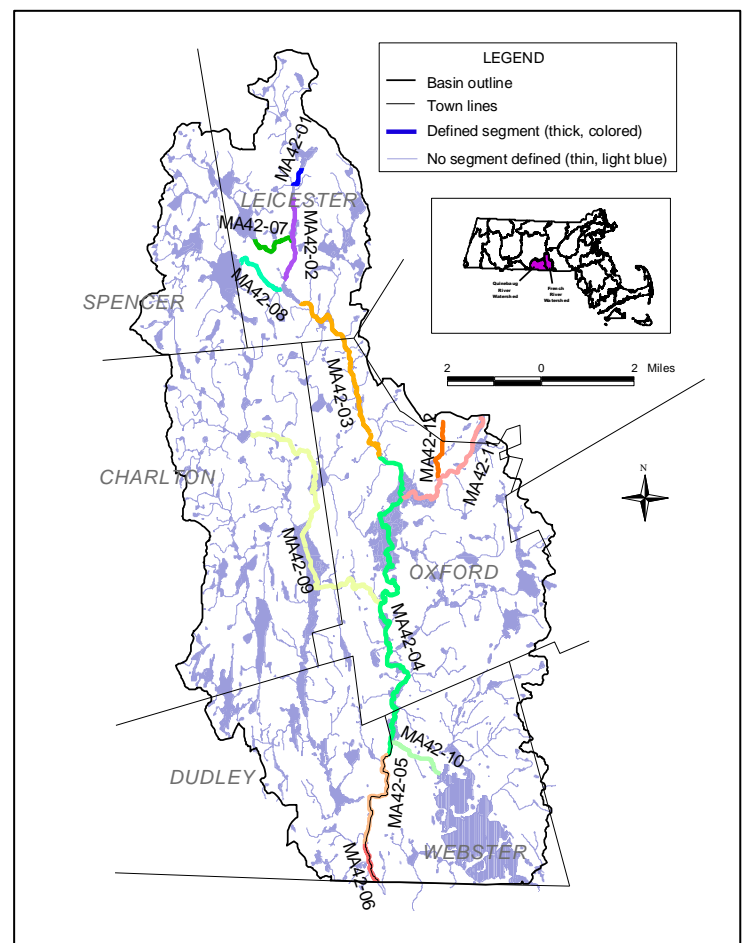 LEGEND
Basin outline
Town lines
Defined segment (thick, colored)
No segment defined (thin, light blue)
MA42-01
LEICESTER
MA42-07
MA42-02
MA42-08
SPENCER
Quinebaug
River
Watershed
French
River
Watershed
2 0 2 Miles
MA42-03
MA42-12
MA42-11
CHARLTON
N
MA42-09
OXFORD
MA42-04
MA42-10
MA42-05
DUDLEY
WEBSTER
MA42-06